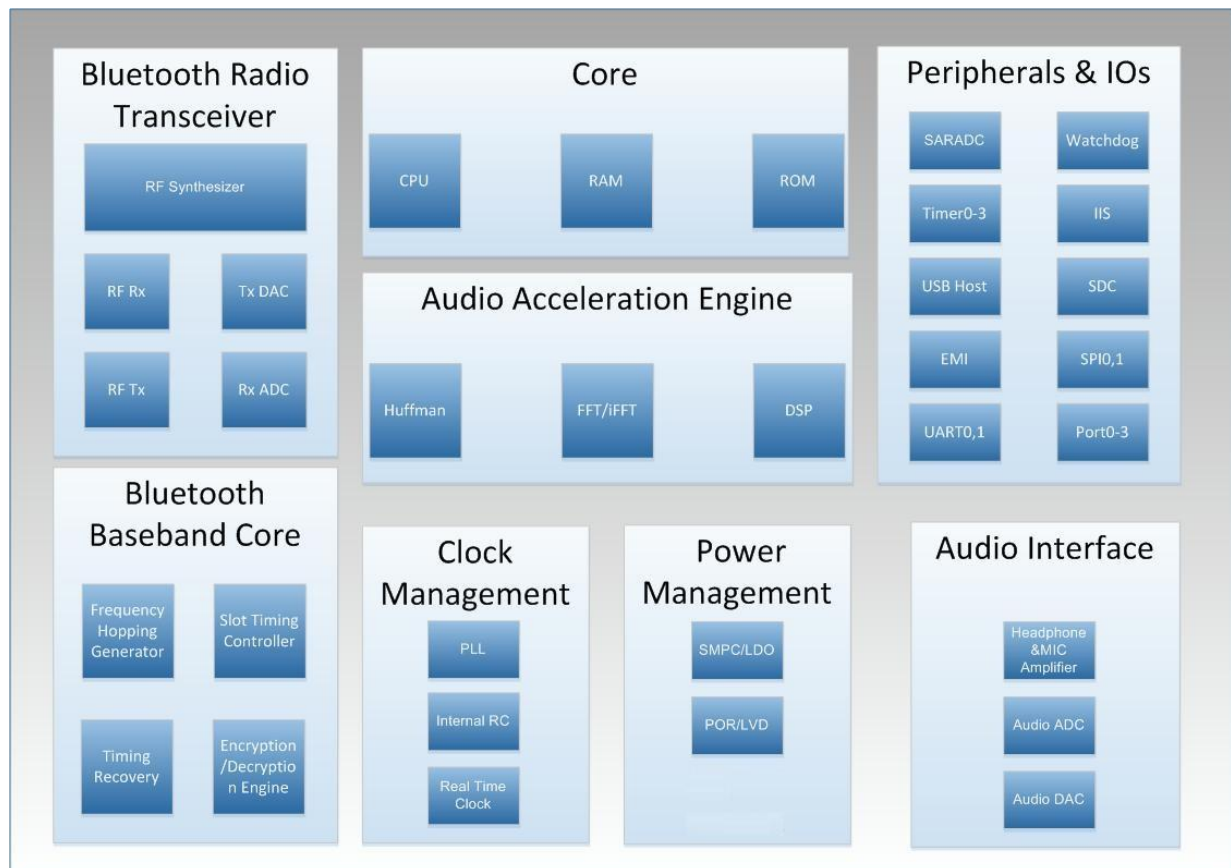 Bluetooth Radio
Transceiver
RF Synthesizer
RF Rx
Tx DAC
RF Tx
Rx ADC
Core
CPU
RAM
ROM
Peripherals & IOs
SARADC
Watchdog
Timer0-3
IIS
USB Host
SDC
EMI
SPI0,1
UART0,1
Port0-3
Audio Acceleration Engine
Huffman
FFT/iFFT
DSP
Bluetooth
Baseband Core
Frequency
Hopping
Generator
Slot Timing
Controller
Timing
Recovery
Encryption
/Decryptio
n Engine
Clock
Management
PLL
Internal RC
Real Time
Clock
Power
Management
SMPC/LDO
POR/LVD
Audio Interface
Headphone
&MIC
Amplifier
Audio ADC
Audio DAC